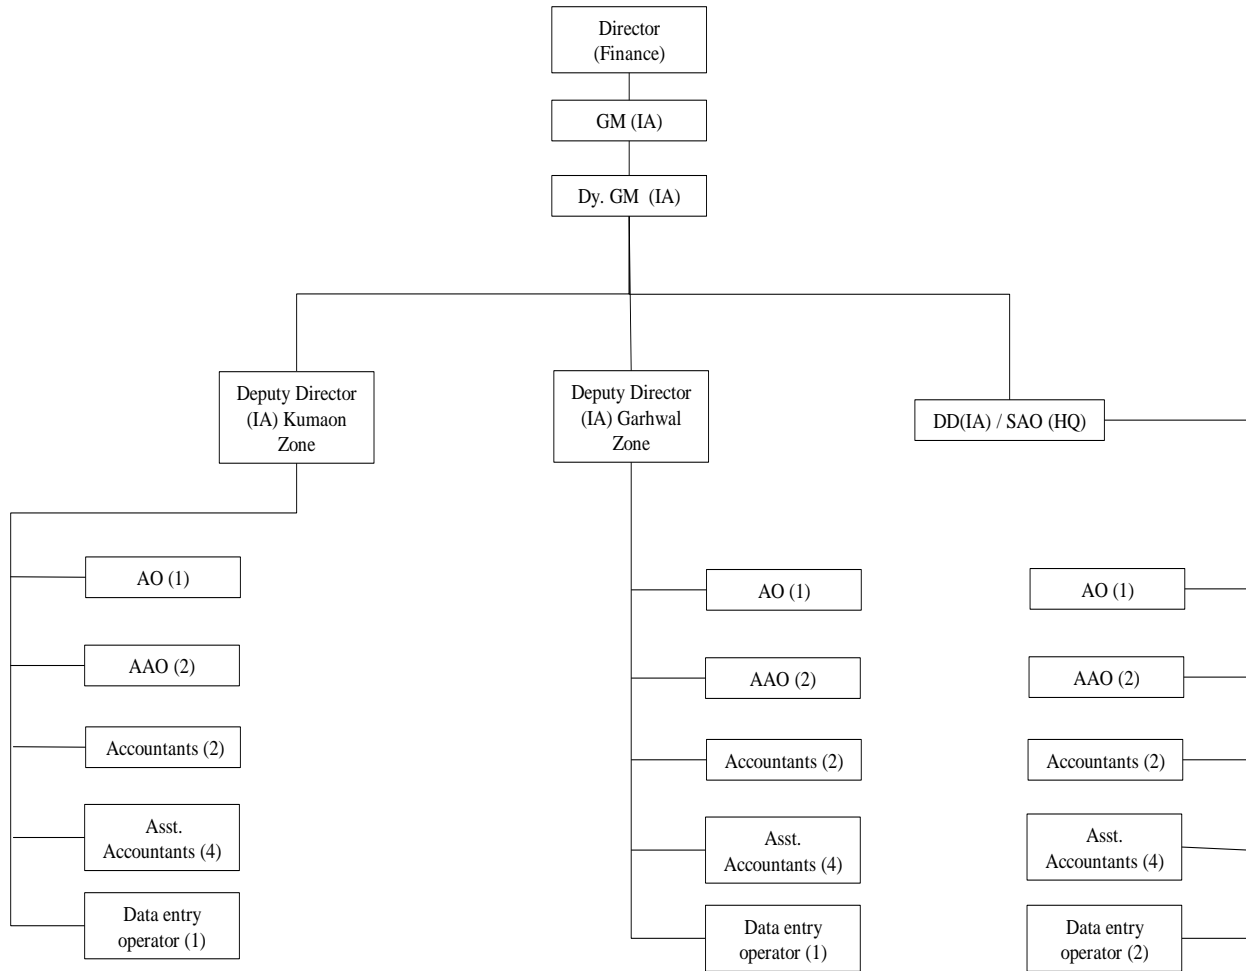 Director
(Finance)
GM (IA)
Dy. GM (IA)
Deputy Director
(IA) Kumaon
Zone
Deputy Director
(IA) Garhwal
Zone
DD(IA) / SAO (HQ)
AO (1)
AAO (2)
Accountants (2)
Asst.
Accountants (4)
Data entry
operator (1)
AO (1)
AAO (2)
Accountants (2)
Asst.
Accountants (4)
Data entry
operator (1)
AO (1)
AAO (2)
Accountants (2)
Asst.
Accountants (4)
Data entry
operator (2)